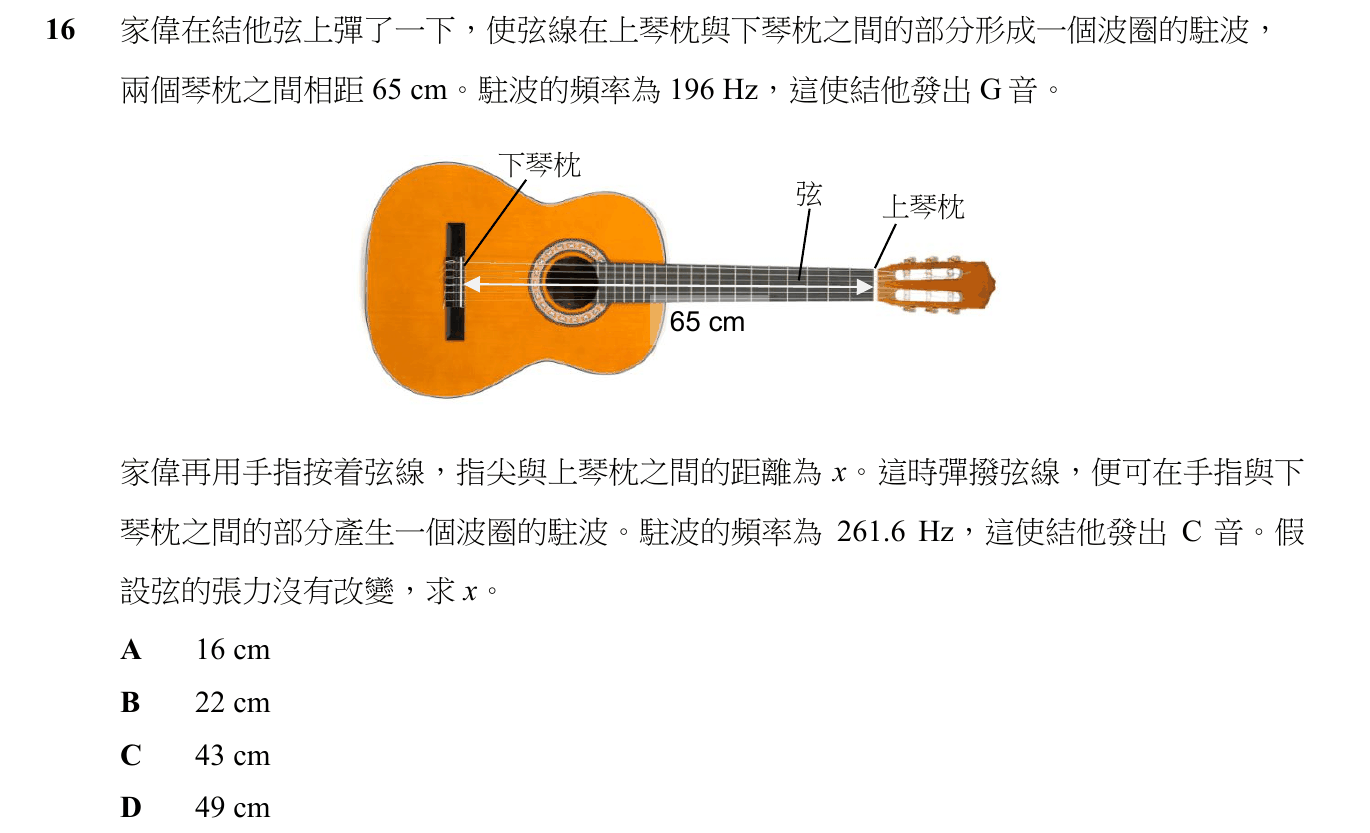 16 家偉在結他弦上彈了一下，使弦線在上琴枕與下琴枕之間的部分形成一個波圈的駐波，
兩個琴枕之間相距 65 cm。駐波的頻率為 196 Hz，這使結他發出 G 音。
下琴枕
弦
上琴枕
65 cm
家偉再用手指按着弦線，指尖與上琴枕之間的距離為 x。這時彈撥弦線，便可在手指與下
琴枕之間的部分產生一個波圈的駐波。駐波的頻率為 261.6 Hz，這使結他發出 C 音。假
設弦的張力沒有改變，求 x。
A 16 cm
B 22 cm
C 43 cm
D 49 cm